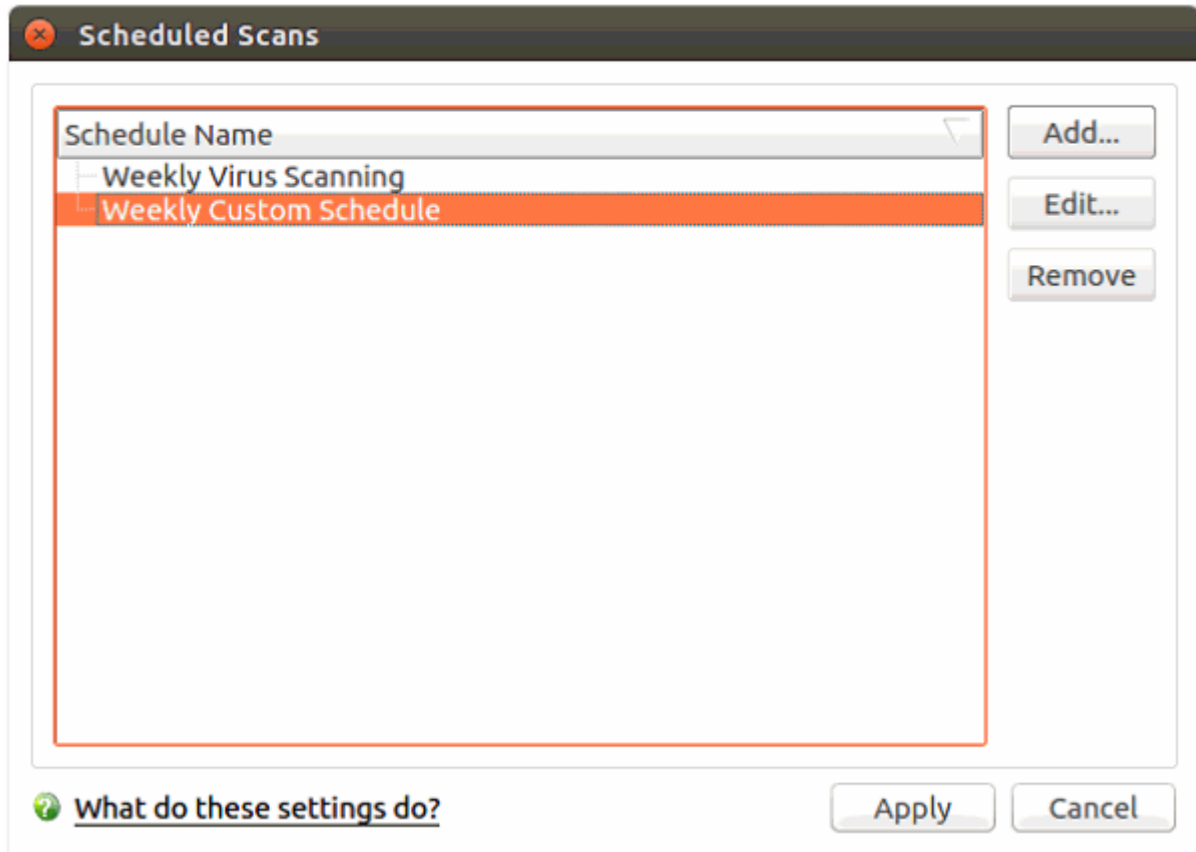 Scheduled Scans
Schedule Name
Add...
Weekly Virus Scanning
Weekly Custom Schedule
Edit...
Remove
What do these settings do?
Apply
Cancel